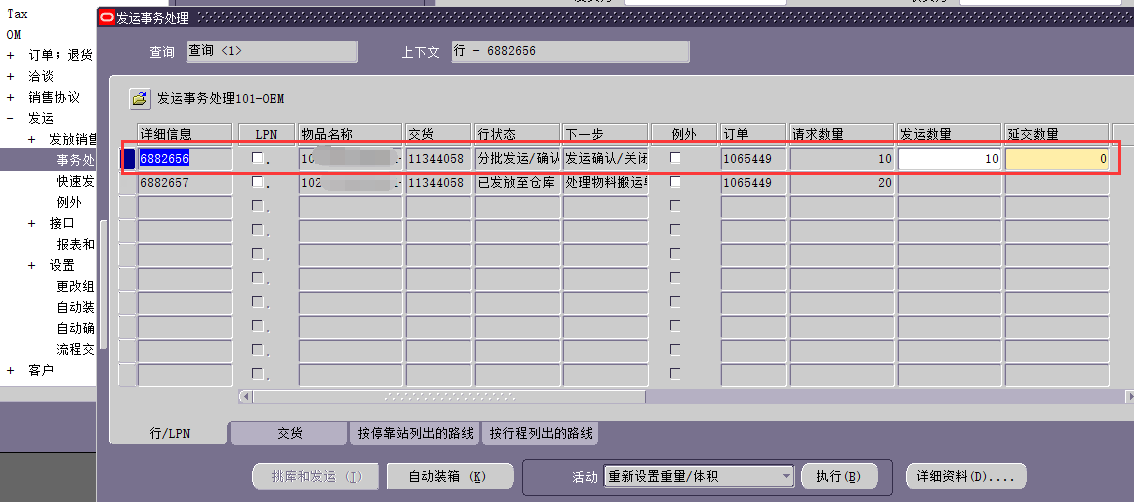 Tax
OM
+ 订单；退货
+ 洽谈
+ 销售协议
- 发运
+ 发放销售
事务处
快速发
例外
+ 接口
报表和
+ 设置
更改组
自动装
自动确
流程交
+ 客户
发运事务处理
查询 查询 <1> 上下文 行 - 6882656
发运事务处理101-OEM
详细信息 LPN 物品名称 交货 行状态 下一步 例外 订单 请求数量 发运数量 延交数量
6882656 10 11344058 分批发运/确认 发运确认/关闭 1065449 10 10 0
6882657 102 11344058 已发放至仓库 处理物料搬运单 1065449 20
行/LPN 交货 按停靠站列出的路线 按行程列出的路线
挑库和发运 (I) 自动装箱 (K) 活动 重新设置重量/体积 执行(B) 详细资料(D)....